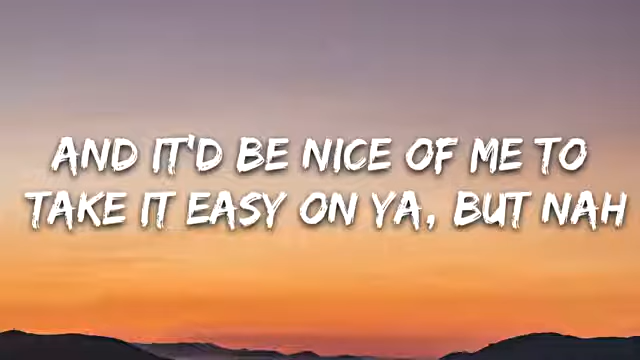 AND IT'D BE NICE OF ME TO
TAKE IT EASY ON YA, BUT NAH